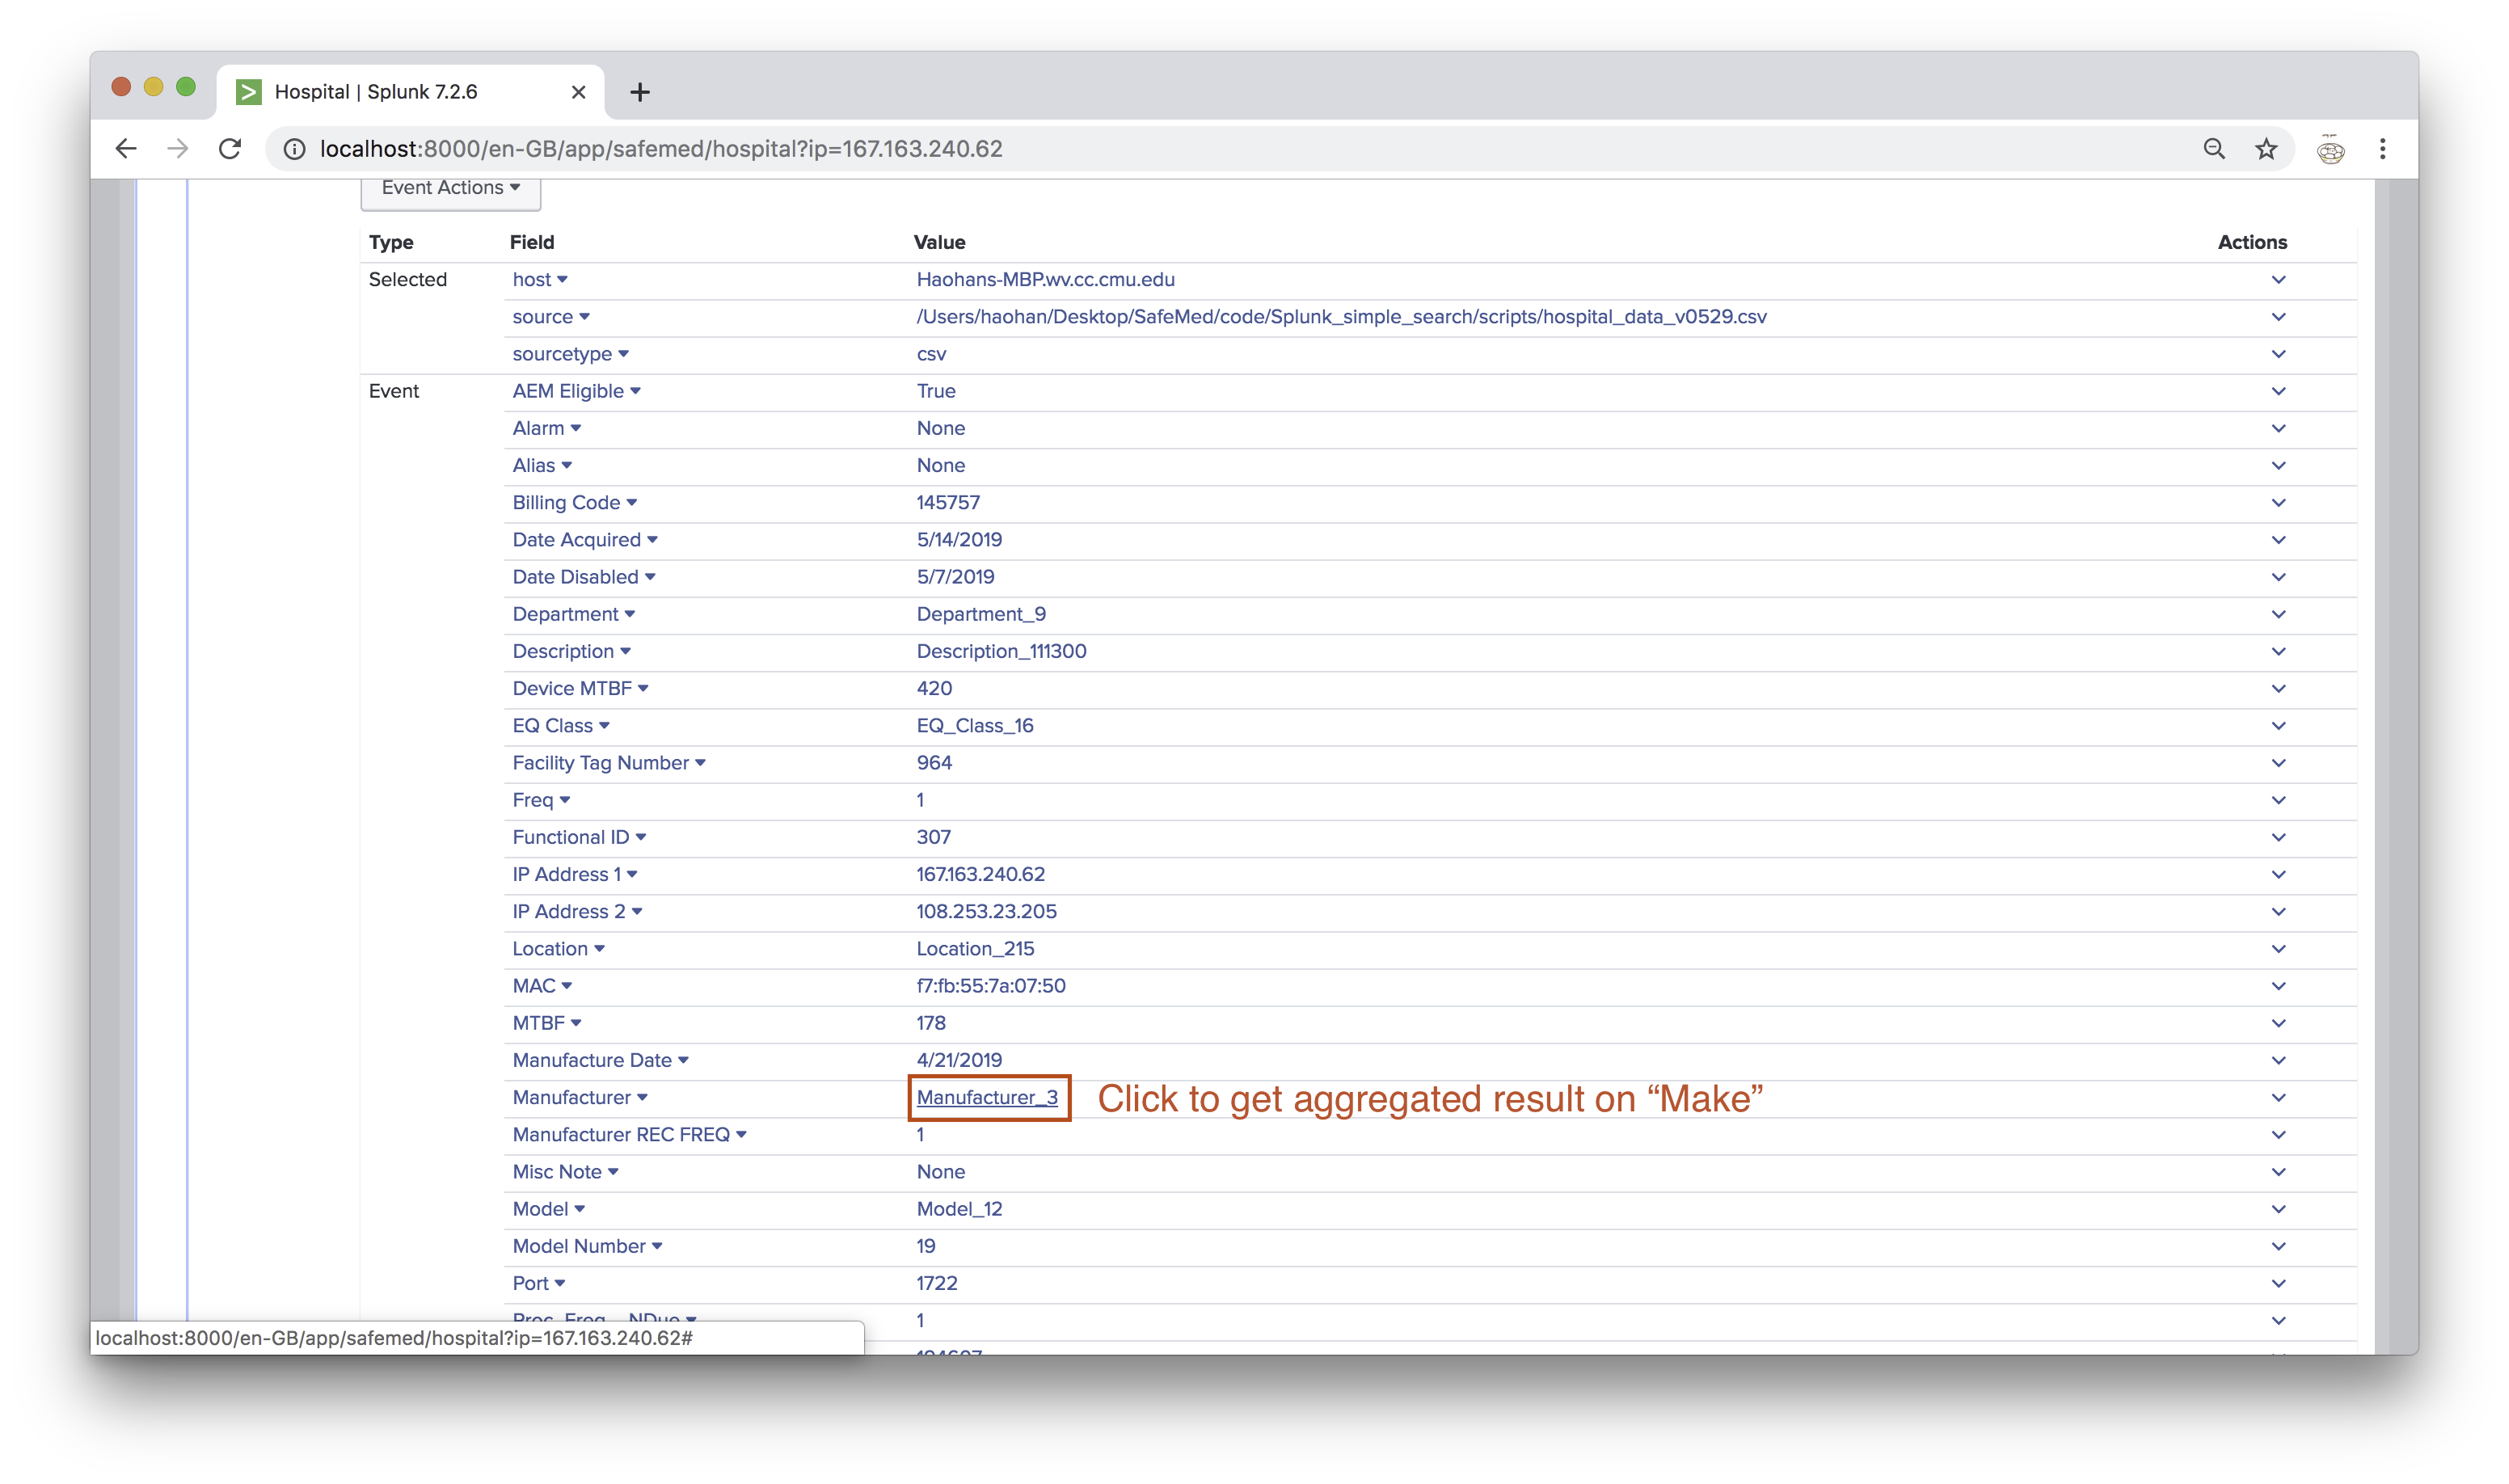 Hospital | Splunk 7.2.6
localhost:8000/en-GB/app/safemed/hospital?ip=167.163.240.62
Event Actions
Type Field Value Actions
Selected host Haohans-MBP.wv.cc.cmu.edu
source /Users/haohan/Desktop/SafeMed/code/Splunk_simple_search/scripts/hospital_data_v0529.csv
sourcetype csv
Event AEM Eligible True
Alarm None
Alias None
Billing Code 145757
Date Acquired 5/14/2019
Date Disabled 5/7/2019
Department Department_9
Description Description_111300
Device MTBF 420
EQ Class EQ_Class_16
Facility Tag Number 964
Freq 1
Functional ID 307
IP Address 1 167.163.240.62
IP Address 2 108.253.23.205
Location Location_215
MAC f7:fb:55:7a:07:50
MTBF 178
Manufacture Date 4/21/2019
Manufacturer Manufacturer_3 Click to get aggregated result on “Make”
Manufacturer REC FREQ 1
Misc Note None
Model Model_12
Model Number 19
Port 1722
1
localhost:8000/en-GB/app/safemed/hospital?ip=167.163.240.62#